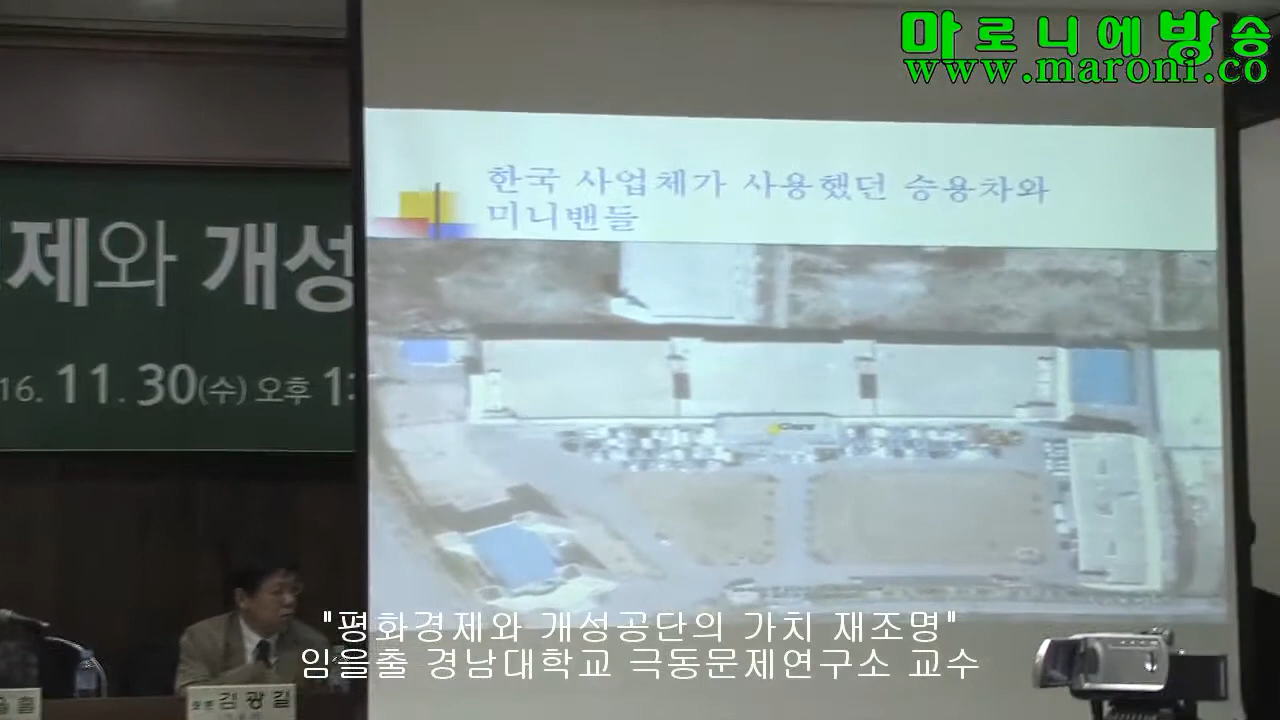 마로니에방송
www.maroni.co
한국 사업체가 사용했던 승용차와
미니밴들
제와 개성
16. 11. 30(수) 오후 1:
"평화경제와 개성공단의 가치 재조명"
임을출 경남대학교 극동문제연구소 교수
김광길